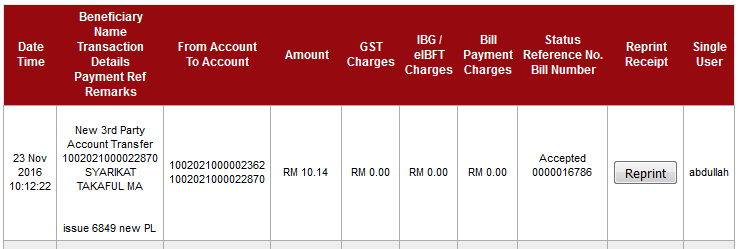 Date
Time
Beneficiary
Name
Transaction
Details
Payment Ref
Remarks
From Account
To Account
Amount
GST
Charges
IBG /
eIBFT
Charges
Bill
Payment
Charges
Status
Reference No.
Bill Number
Reprint
Receipt
Single
User
23 Nov
2016
10:12:22
New 3rd Party
Account Transfer
1002021000022870
SYARIKAT
TAKAFUL MA
issue 6849 new PL
1002021000002362
1002021000022870
RM 10.14
RM 0.00
RM 0.00
RM 0.00
Accepted
0000016786
Reprint
abdullah